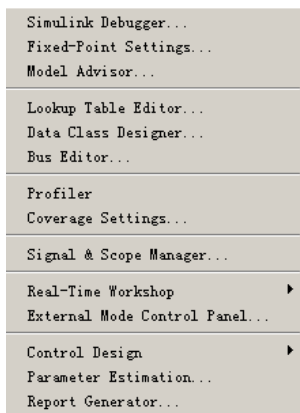 Simulink Debugger...
Fixed-Point Settings...
Model Advisor...
Lookup Table Editor...
Data Class Designer...
Bus Editor...
Profiler
Coverage Settings...
Signal & Scope Manager...
Real-Time Workshop
External Mode Control Panel...
Control Design
Parameter Estimation...
Report Generator...